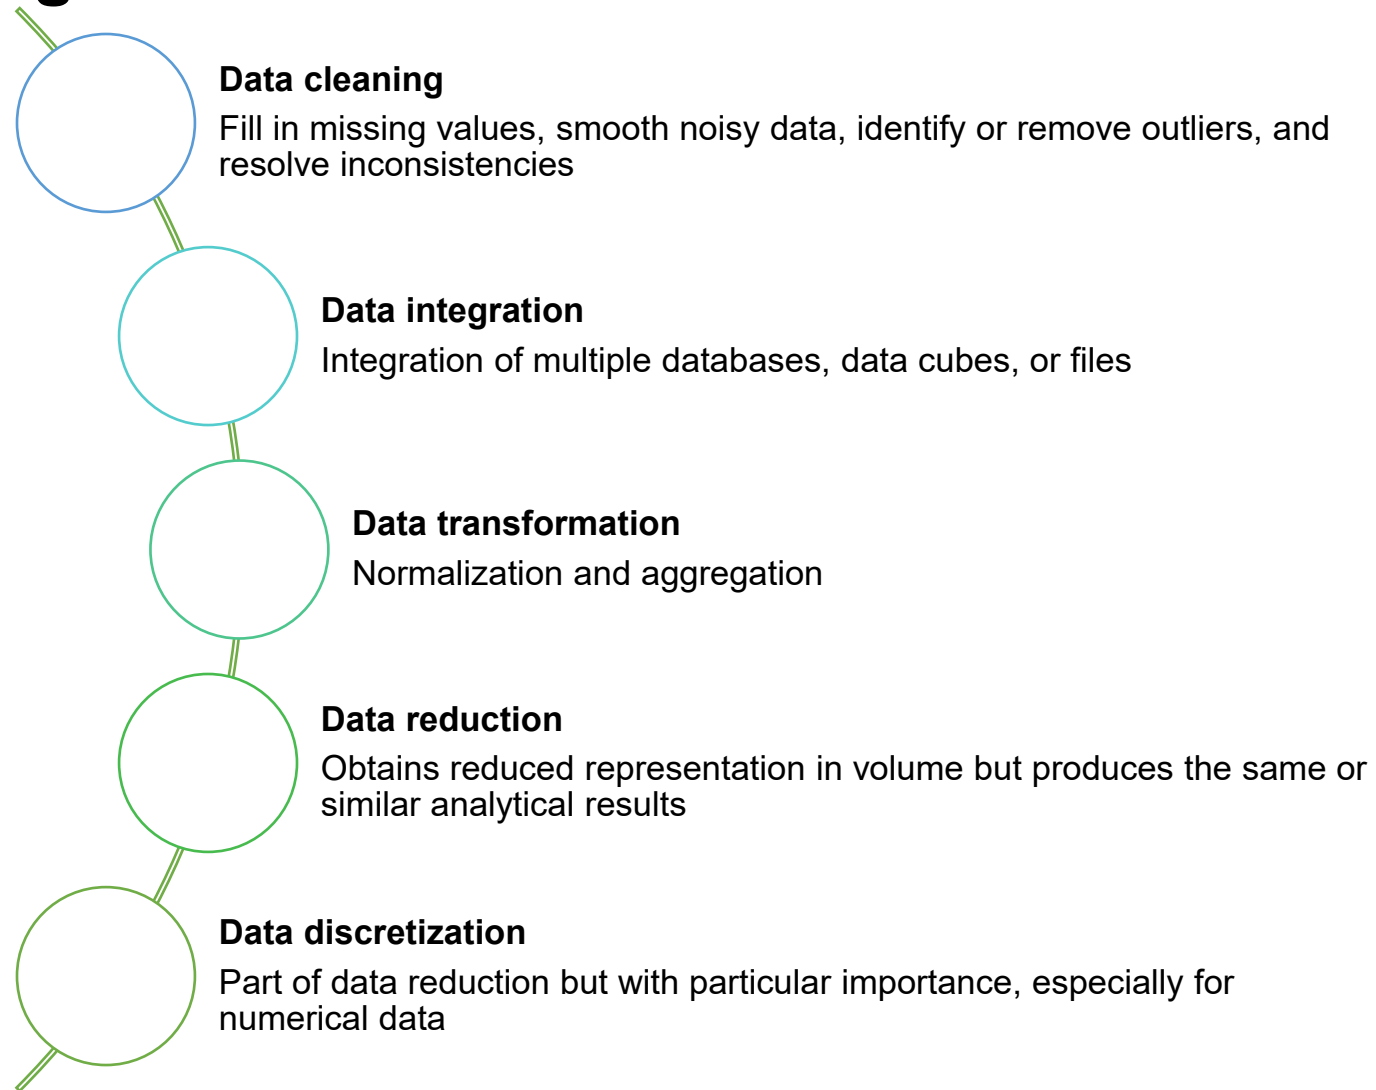 Data cleaning
Fill in missing values, smooth noisy data, identify or remove outliers, and
resolve inconsistencies
Data integration
Integration of multiple databases, data cubes, or files
Data transformation
Normalization and aggregation
Data reduction
Obtains reduced representation in volume but produces the same or
similar analytical results
Data discretization
Part of data reduction but with particular importance, especially for
numerical data